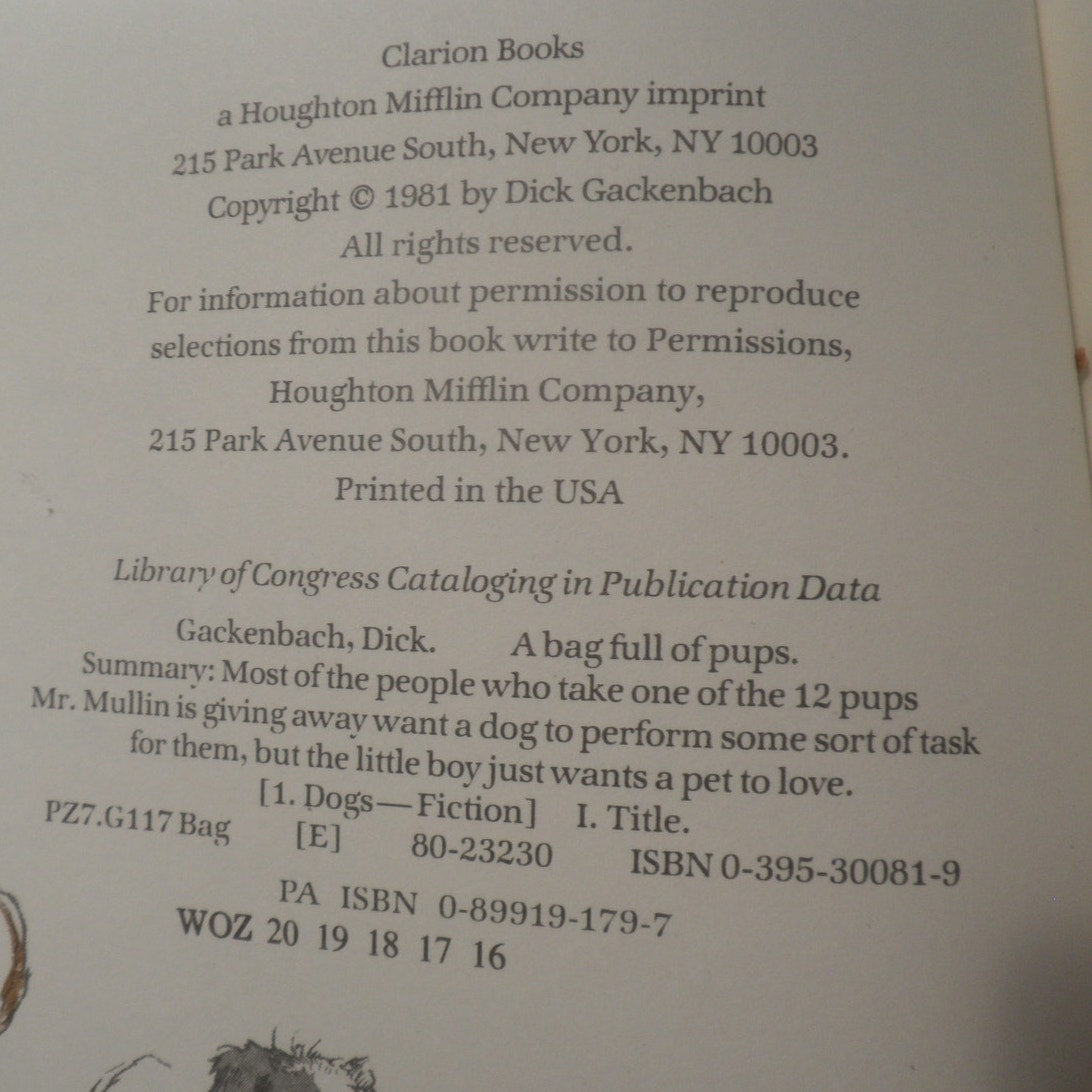 Clarion Books
a Houghton Mifflin Company imprint
215 Park Avenue South, New York, NY 10003
Copyright © 1981 by Dick Gackenbach
All rights reserved.
For information about permission to reproduce
selections from this book write to Permissions,
Houghton Mifflin Company,
215 Park Avenue South, New York, NY 10003.
Printed in the USA
Library of Congress Cataloging in Publication Data
Gackenbach, Dick. A bag full of pups.
Summary: Most of the people who take one of the 12 pups
Mr. Mullin is giving away want a dog to perform some sort of task
for them, but the little boy just wants a pet to love.
[1. Dogs—Fiction] I. Title.
PZ7.G117 Bag [E] 80-23230 ISBN 0-395-30081-9
PA ISBN 0-89919-179-7
WOZ 20 19 18 17 16